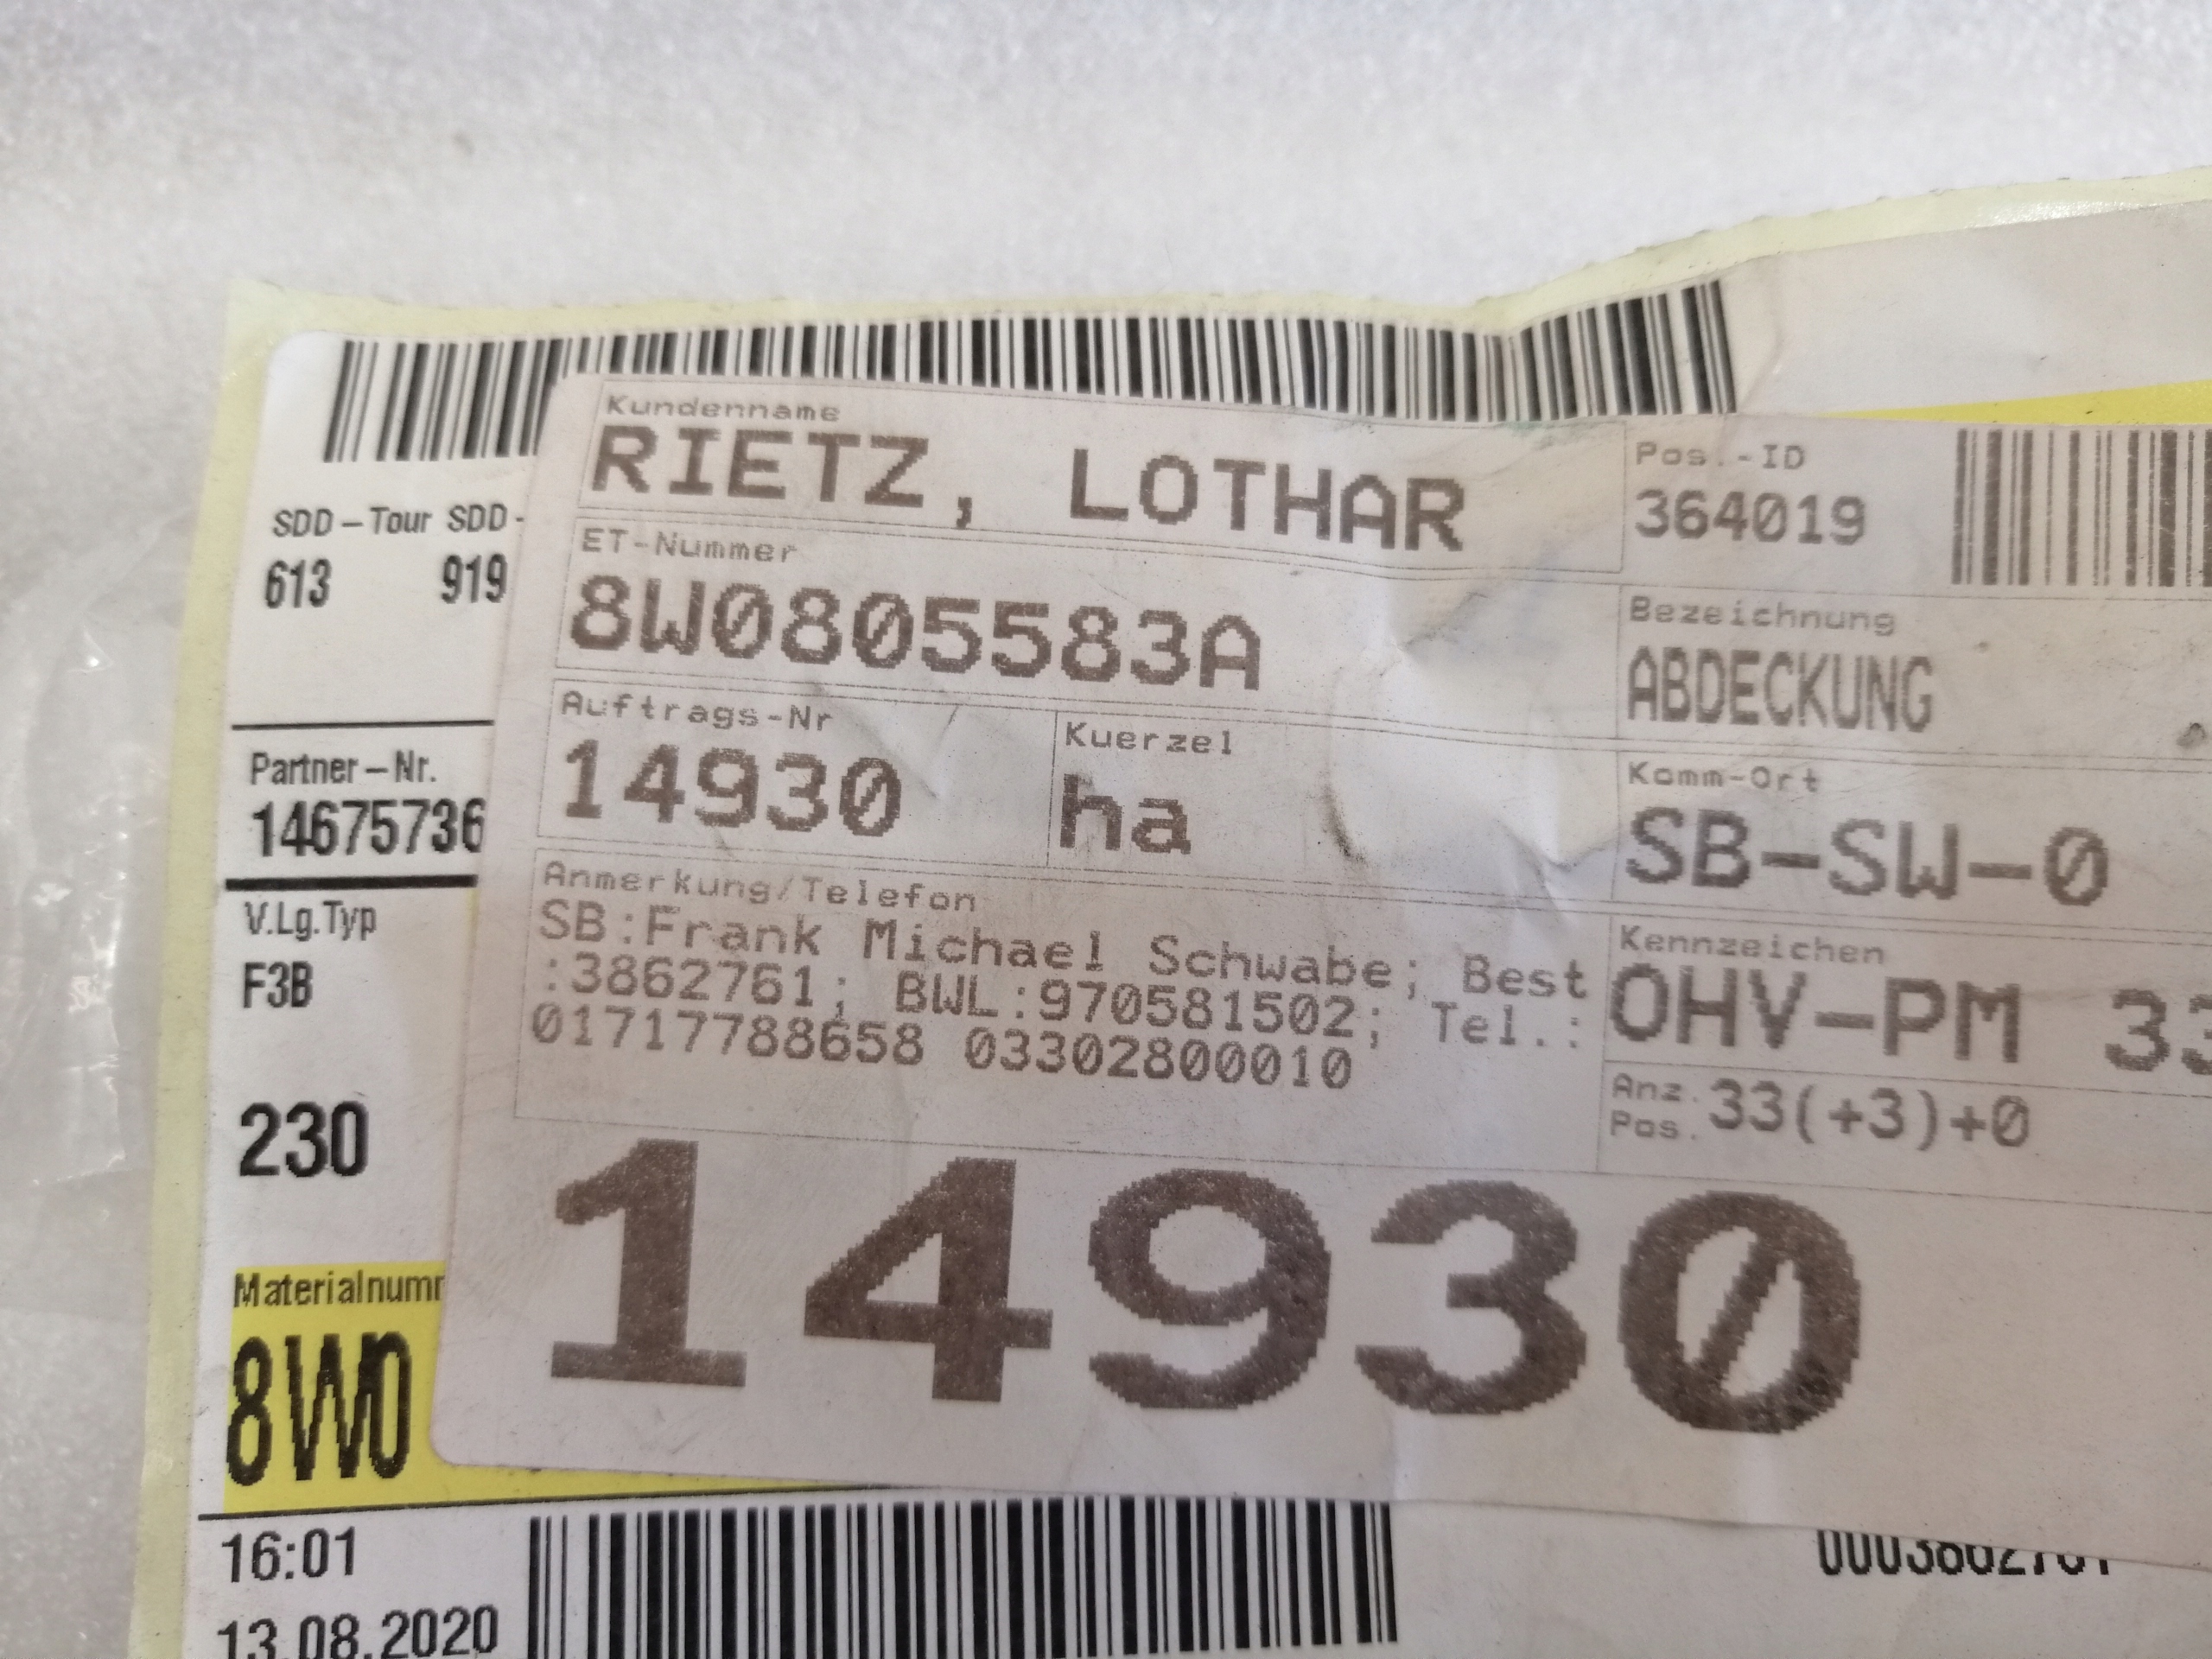 Kundenname
RIETZ, LOTHAR
Pos.-ID
364019
SDD-Tour SDD-
613 919
ET-Nummer
8W0805583A
Bezeichnung
ABDECKUNG
Partner-Nr.
14675736
Auftrags-Nr
14930
Kuerzel
ha
Komm-Ort
SB-SW-0
V.Lg.Typ
F3B
230
Anmerkung/Telefon
SB:Frank Michael Schwabe; Best
:3862761; BWL:970581502; Tel.:
01717788658 03302800010
Kennzeichen
OHV-PM 33
Anz. Pos. 33(+3)+0
14930
Materialnumr
8W0
16:01
13.08.2020